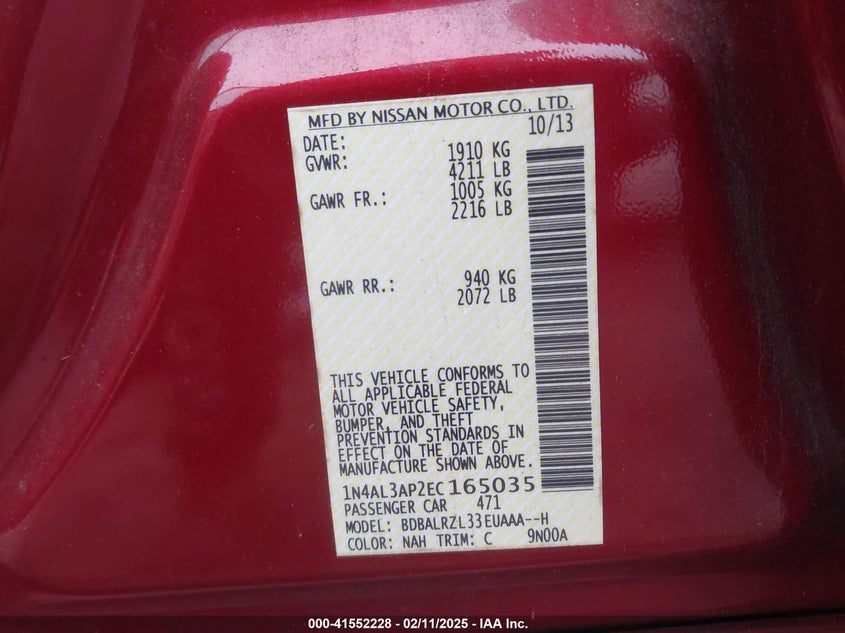 MFD BY NISSAN MOTOR CO., LTD.
DATE: 10/13
GVWR: 1910 KG
4211 LB
GAWR FR.: 1005 KG
2216 LB
GAWR RR.: 940 KG
2072 LB
THIS VEHICLE CONFORMS TO
ALL APPLICABLE FEDERAL
MOTOR VEHICLE SAFETY,
BUMPER, AND THEFT
PREVENTION STANDARDS IN
EFFECT ON THE DATE OF
MANUFACTURE SHOWN ABOVE.
1N4AL3AP2EC165035
PASSENGER CAR 471
MODEL: BDBALRZL33EUAAA--H
COLOR: NAH TRIM: C 9N00A
000-41552228 - 02/11/2025 - IAA Inc.